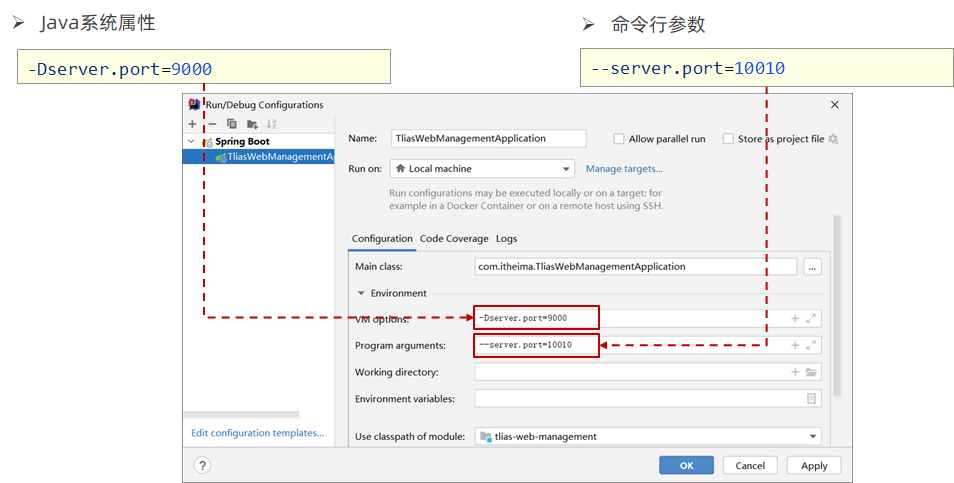 Java系统属性
命令行参数
-Dserver.port=9000
--server.port=10010
Run/Debug Configurations
Spring Boot
TliasWebManagementAp
Name: TliasWebManagementApplication
Allow parallel run
Store as project file
Run on: Local machine
Manage targets...
Run configurations may be executed locally or on a target: for
example in a Docker Container or on a remote host using SSH.
Configuration Code Coverage Logs
Main class: com.itheima.TliasWebManagementApplication ...
Environment
VM options: -Dserver.port=9000
Program arguments: --server.port=10010
Working directory:
Environment variables:
Use classpath of module: tlias-web-management
Edit configuration templates...
? OK Cancel Apply